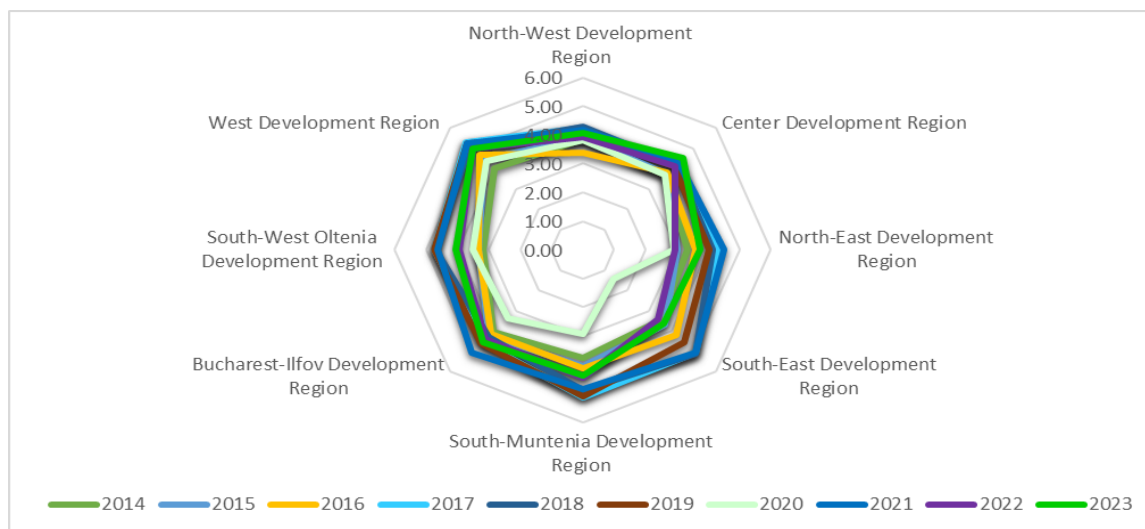 North-West Development
Region
6.00
5.00
4.00
3.00
2.00
1.00
0.00
West Development Region
Center Development Region
South-West Oltenia
Development Region
North-East Development
Region
Bucharest-Ilfov Development
Region
South-East Development
Region
South-Muntenia Development
Region
2014 2015 2016 2017 2018 2019 2020 2021 2022 2023